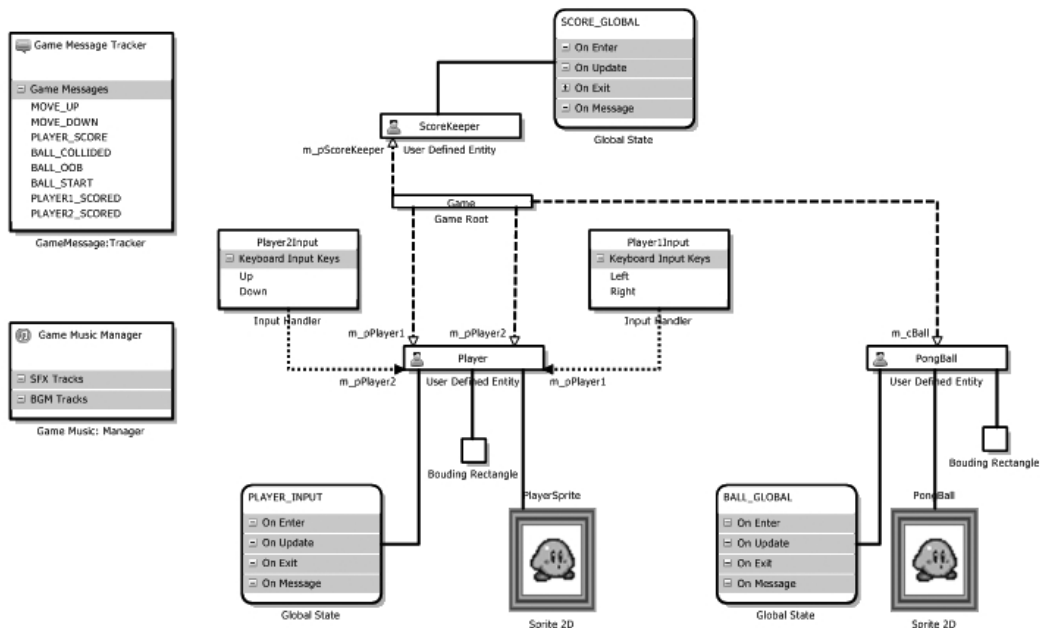 Game Message Tracker
Game Messages
MOVE_UP
MOVE_DOWN
PLAYER_SCORE
BALL_COLLIDED
BALL_OOB
BALL_START
PLAYER1_SCORED
PLAYER2_SCORED
GameMessage:Tracker
Game Music Manager
SFX Tracks
BGM Tracks
Game Music: Manager
SCORE_GLOBAL
On Enter
On Update
On Exit
On Message
Global State
ScoreKeeper
m_pScoreKeeper
User Defined Entity
Game
Game Root
Player2Input
Keyboard Input Keys
Up
Down
Input Handler
Player1Input
Keyboard Input Keys
Left
Right
Input Handler
m_pPlayer1
m_pPlayer2
m_cBall
Player
m_pPlayer2
User Defined Entity
m_pPlayer1
PongBall
User Defined Entity
Bouding Rectangle
Bouding Rectangle
PLAYER_INPUT
On Enter
On Update
On Exit
On Message
Global State
PlayerSprite
Sprite 2D
BALL_GLOBAL
On Enter
On Update
On Exit
On Message
Global State
PongBall
Sprite 2D